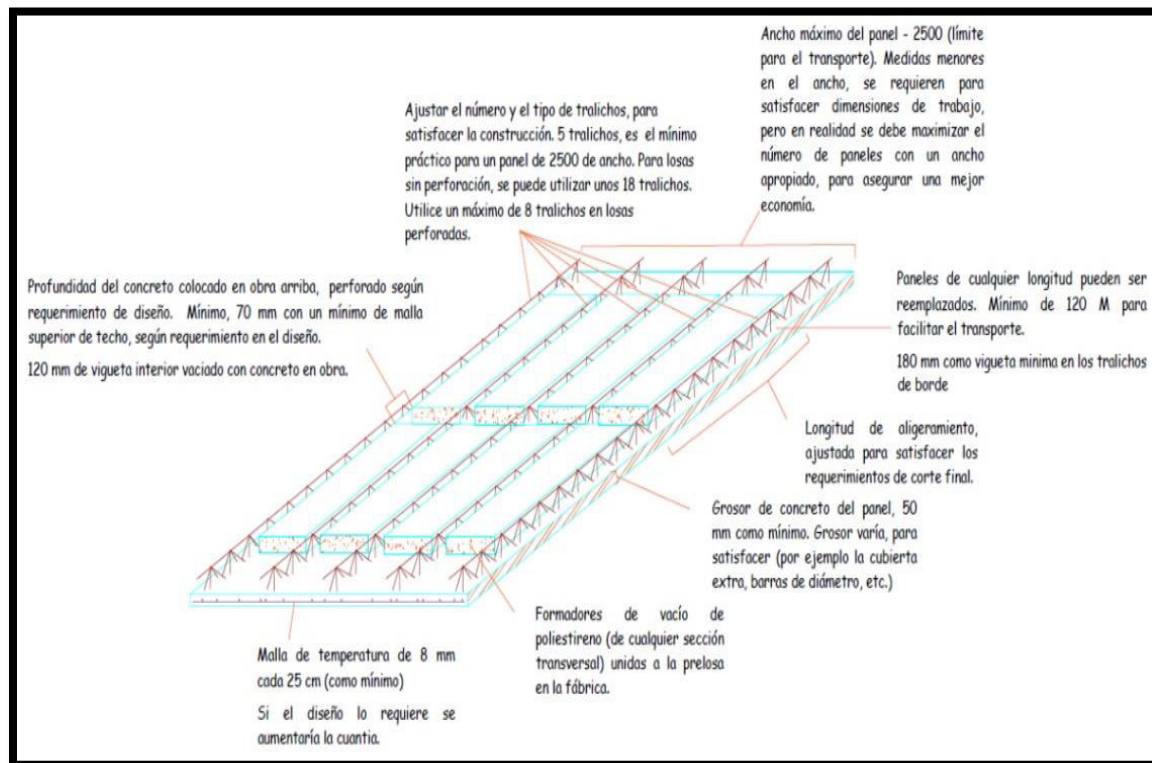 Ancho máximo del panel - 2500 (límite
para el transporte). Medidas menores
en el ancho, se requieren para
satisfacer dimensiones de trabajo,
pero en realidad se debe maximizar el
número de paneles con un ancho
apropiado, para asegurar una mejor
economía.
Ajustar el número y el tipo de tralichos, para
satisfacer la construcción. 5 tralichos, es el mínimo
práctico para un panel de 2500 de ancho. Para losas
sin perforación, se puede utilizar unos 18 tralichos.
Utilice un máximo de 8 tralichos en losas
perforadas.
Profundidad del concreto colocado en obra arriba, perforado según
requerimiento de diseño. Mínimo, 70 mm con un mínimo de malla
superior de techo, según requerimiento en el diseño.
120 mm de vigueta interior vaciado con concreto en obra.
Paneles de cualquier longitud pueden ser
reemplazados. Mínimo de 120 M para
facilitar el transporte.
180 mm como vigueta minima en los tralichos
de borde
Longitud de aligeramiento,
ajustada para satisfacer los
requerimientos de corte final.
Grosor de concreto del panel, 50
mm como mínimo. Grosor varía, para
satisfacer (por ejemplo la cubierta
extra, barras de diámetro, etc.)
Formadores de vacío de
poliestireno (de cualquier sección
transversal) unidas a la prelosa
en la fábrica.
Malla de temperatura de 8 mm
cada 25 cm (como mínimo)
Si el diseño lo requiere se
aumentaría la cuantia.